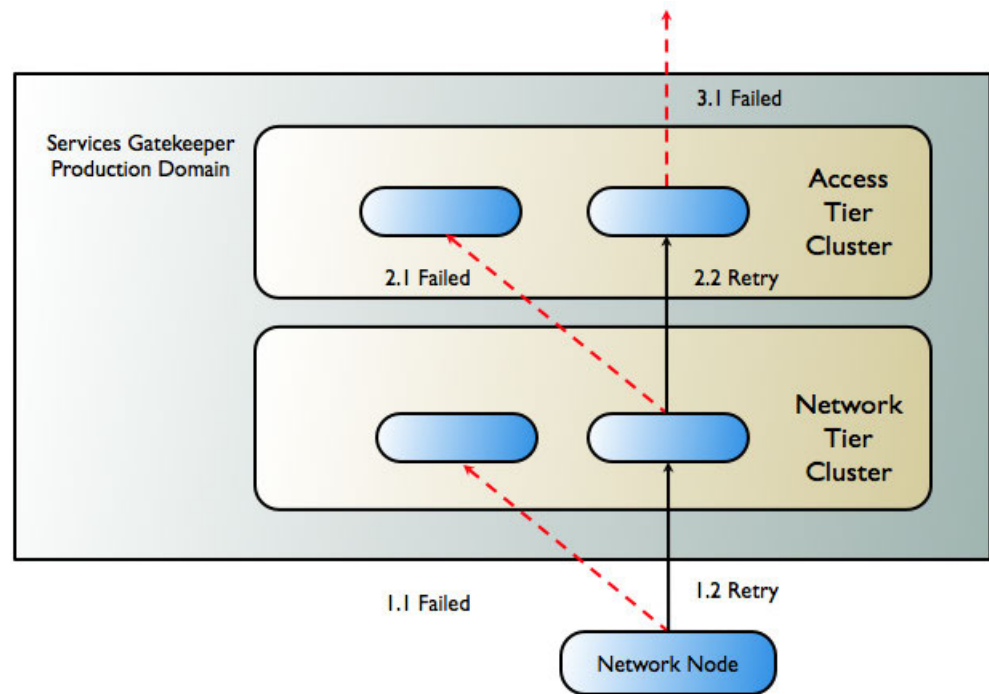 3.1 Failed
Services Gatekeeper
Production Domain
Access
Tier
Cluster
2.1 Failed
2.2 Retry
Network
Tier
Cluster
1.1 Failed
1.2 Retry
Network Node